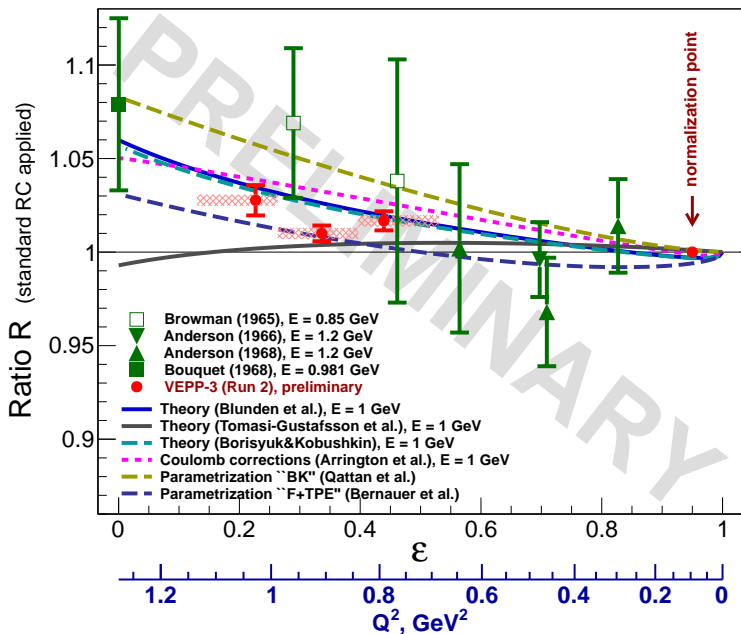 PRELIMINARY
Ratio R (standard RC applied)
1.1
1.05
1
0.95
0.9
normalization point
Browman (1965), E = 0.85 GeV
Anderson (1966), E = 1.2 GeV
Anderson (1968), E = 1.2 GeV
Bouquet (1968), E = 0.981 GeV
VEPP-3 (Run 2), preliminary
Theory (Blunden et al.), E = 1 GeV
Theory (Tomasi-Gustafsson et al.), E = 1 GeV
Theory (Borisyuk&Kobushkin), E = 1 GeV
Coulomb corrections (Arrington et al.), E = 1 GeV
Parametrization ``BK'' (Qattan et al.)
Parametrization ``F+TPE'' (Bernauer et al.)
0 0.2 0.4 0.6 0.8 1
ε
1.2 1 0.8 0.6 0.4 0.2 0
Q², GeV²